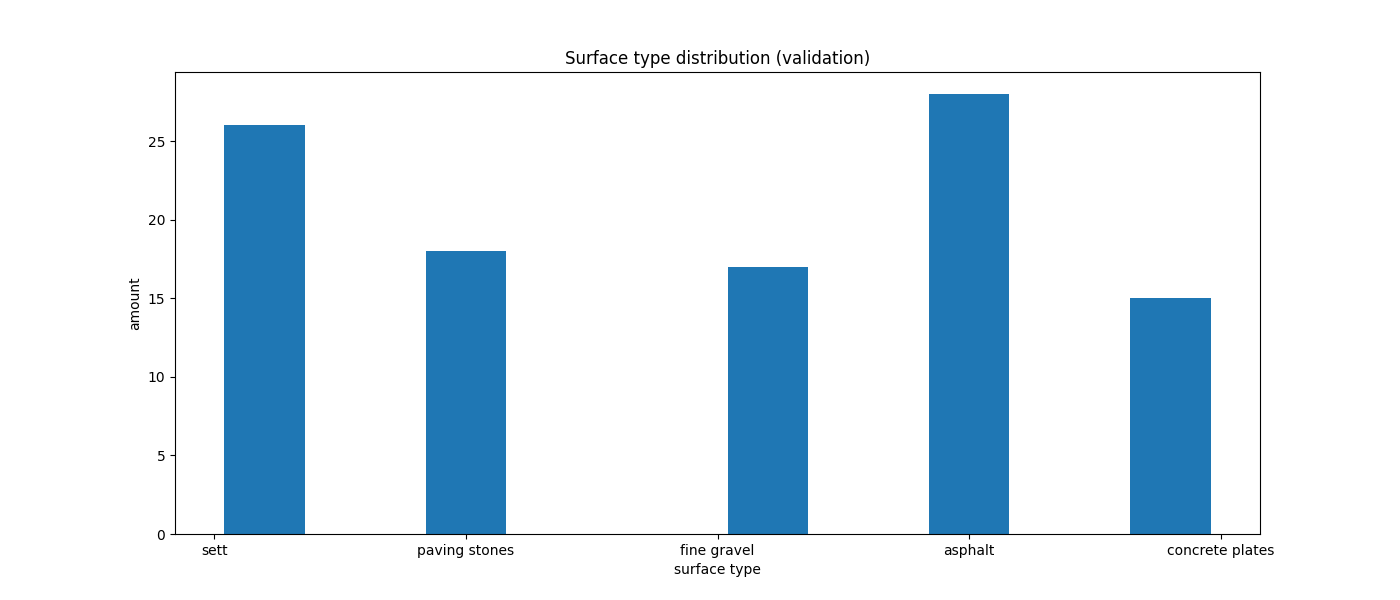 Surface type distribution (validation)
25
20
15
10
5
0
amount
sett paving stones fine gravel asphalt concrete plates
surface type